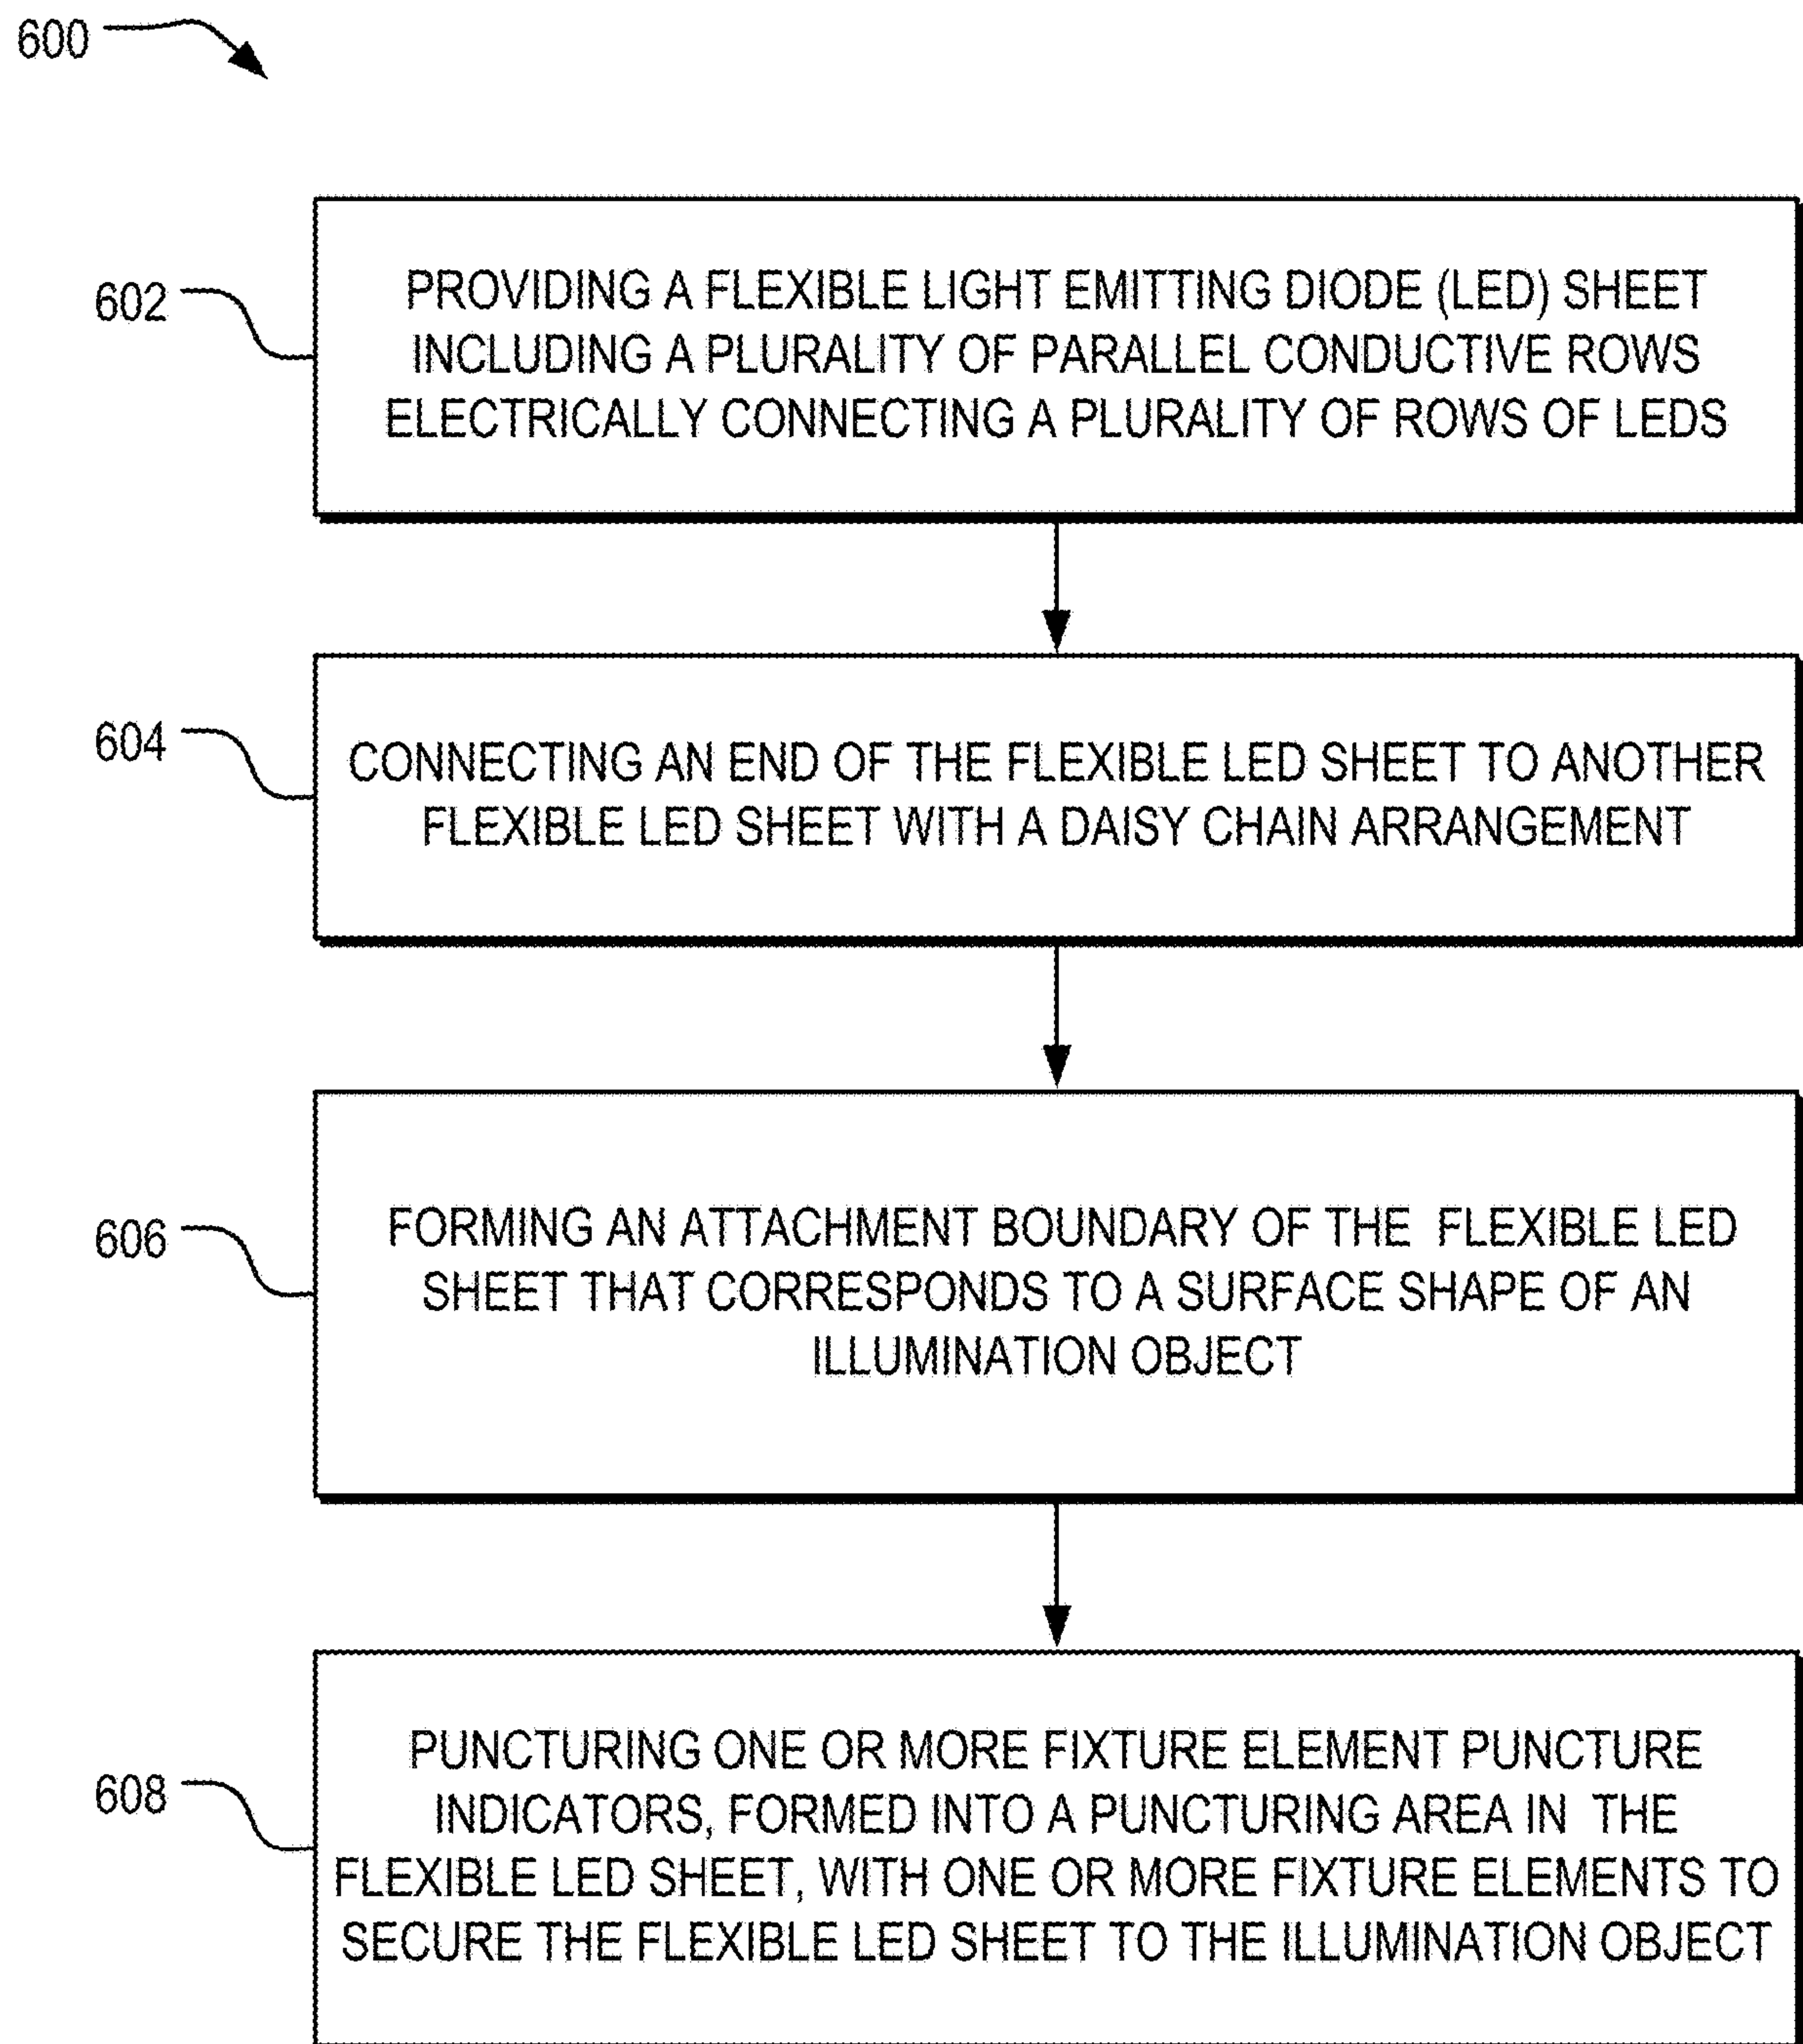 600
602
PROVIDING A FLEXIBLE LIGHT EMITTING DIODE (LED) SHEET
INCLUDING A PLURALITY OF PARALLEL CONDUCTIVE ROWS
ELECTRICALLY CONNECTING A PLURALITY OF ROWS OF LEDS
604
CONNECTING AN END OF THE FLEXIBLE LED SHEET TO ANOTHER
FLEXIBLE LED SHEET WITH A DAISY CHAIN ARRANGEMENT
606
FORMING AN ATTACHMENT BOUNDARY OF THE FLEXIBLE LED
SHEET THAT CORRESPONDS TO A SURFACE SHAPE OF AN
ILLUMINATION OBJECT
608
PUNCTURING ONE OR MORE FIXTURE ELEMENT PUNCTURE
INDICATORS, FORMED INTO A PUNCTURING AREA IN THE
FLEXIBLE LED SHEET, WITH ONE OR MORE FIXTURE ELEMENTS TO
SECURE THE FLEXIBLE LED SHEET TO THE ILLUMINATION OBJECT